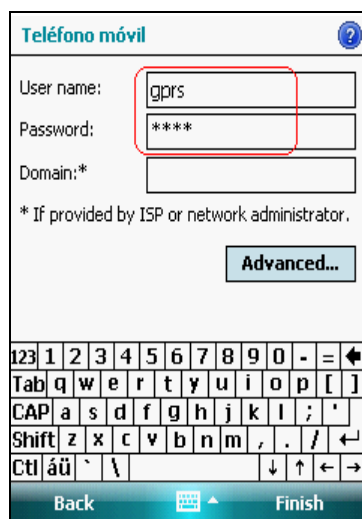 Teléfono móvil ?
User name: gprs
Password: ****
Domain:*
* If provided by ISP or network administrator.
Advanced...
123 1 2 3 4 5 6 7 8 9 0 - = ←
Tab q w e r t y u i o p [ ]
CAP a s d f g h j k l ; '
Shift z x c v b n m , . / ↵
Ctl áü ` \ ↓ ↑ ← →
Back Finish